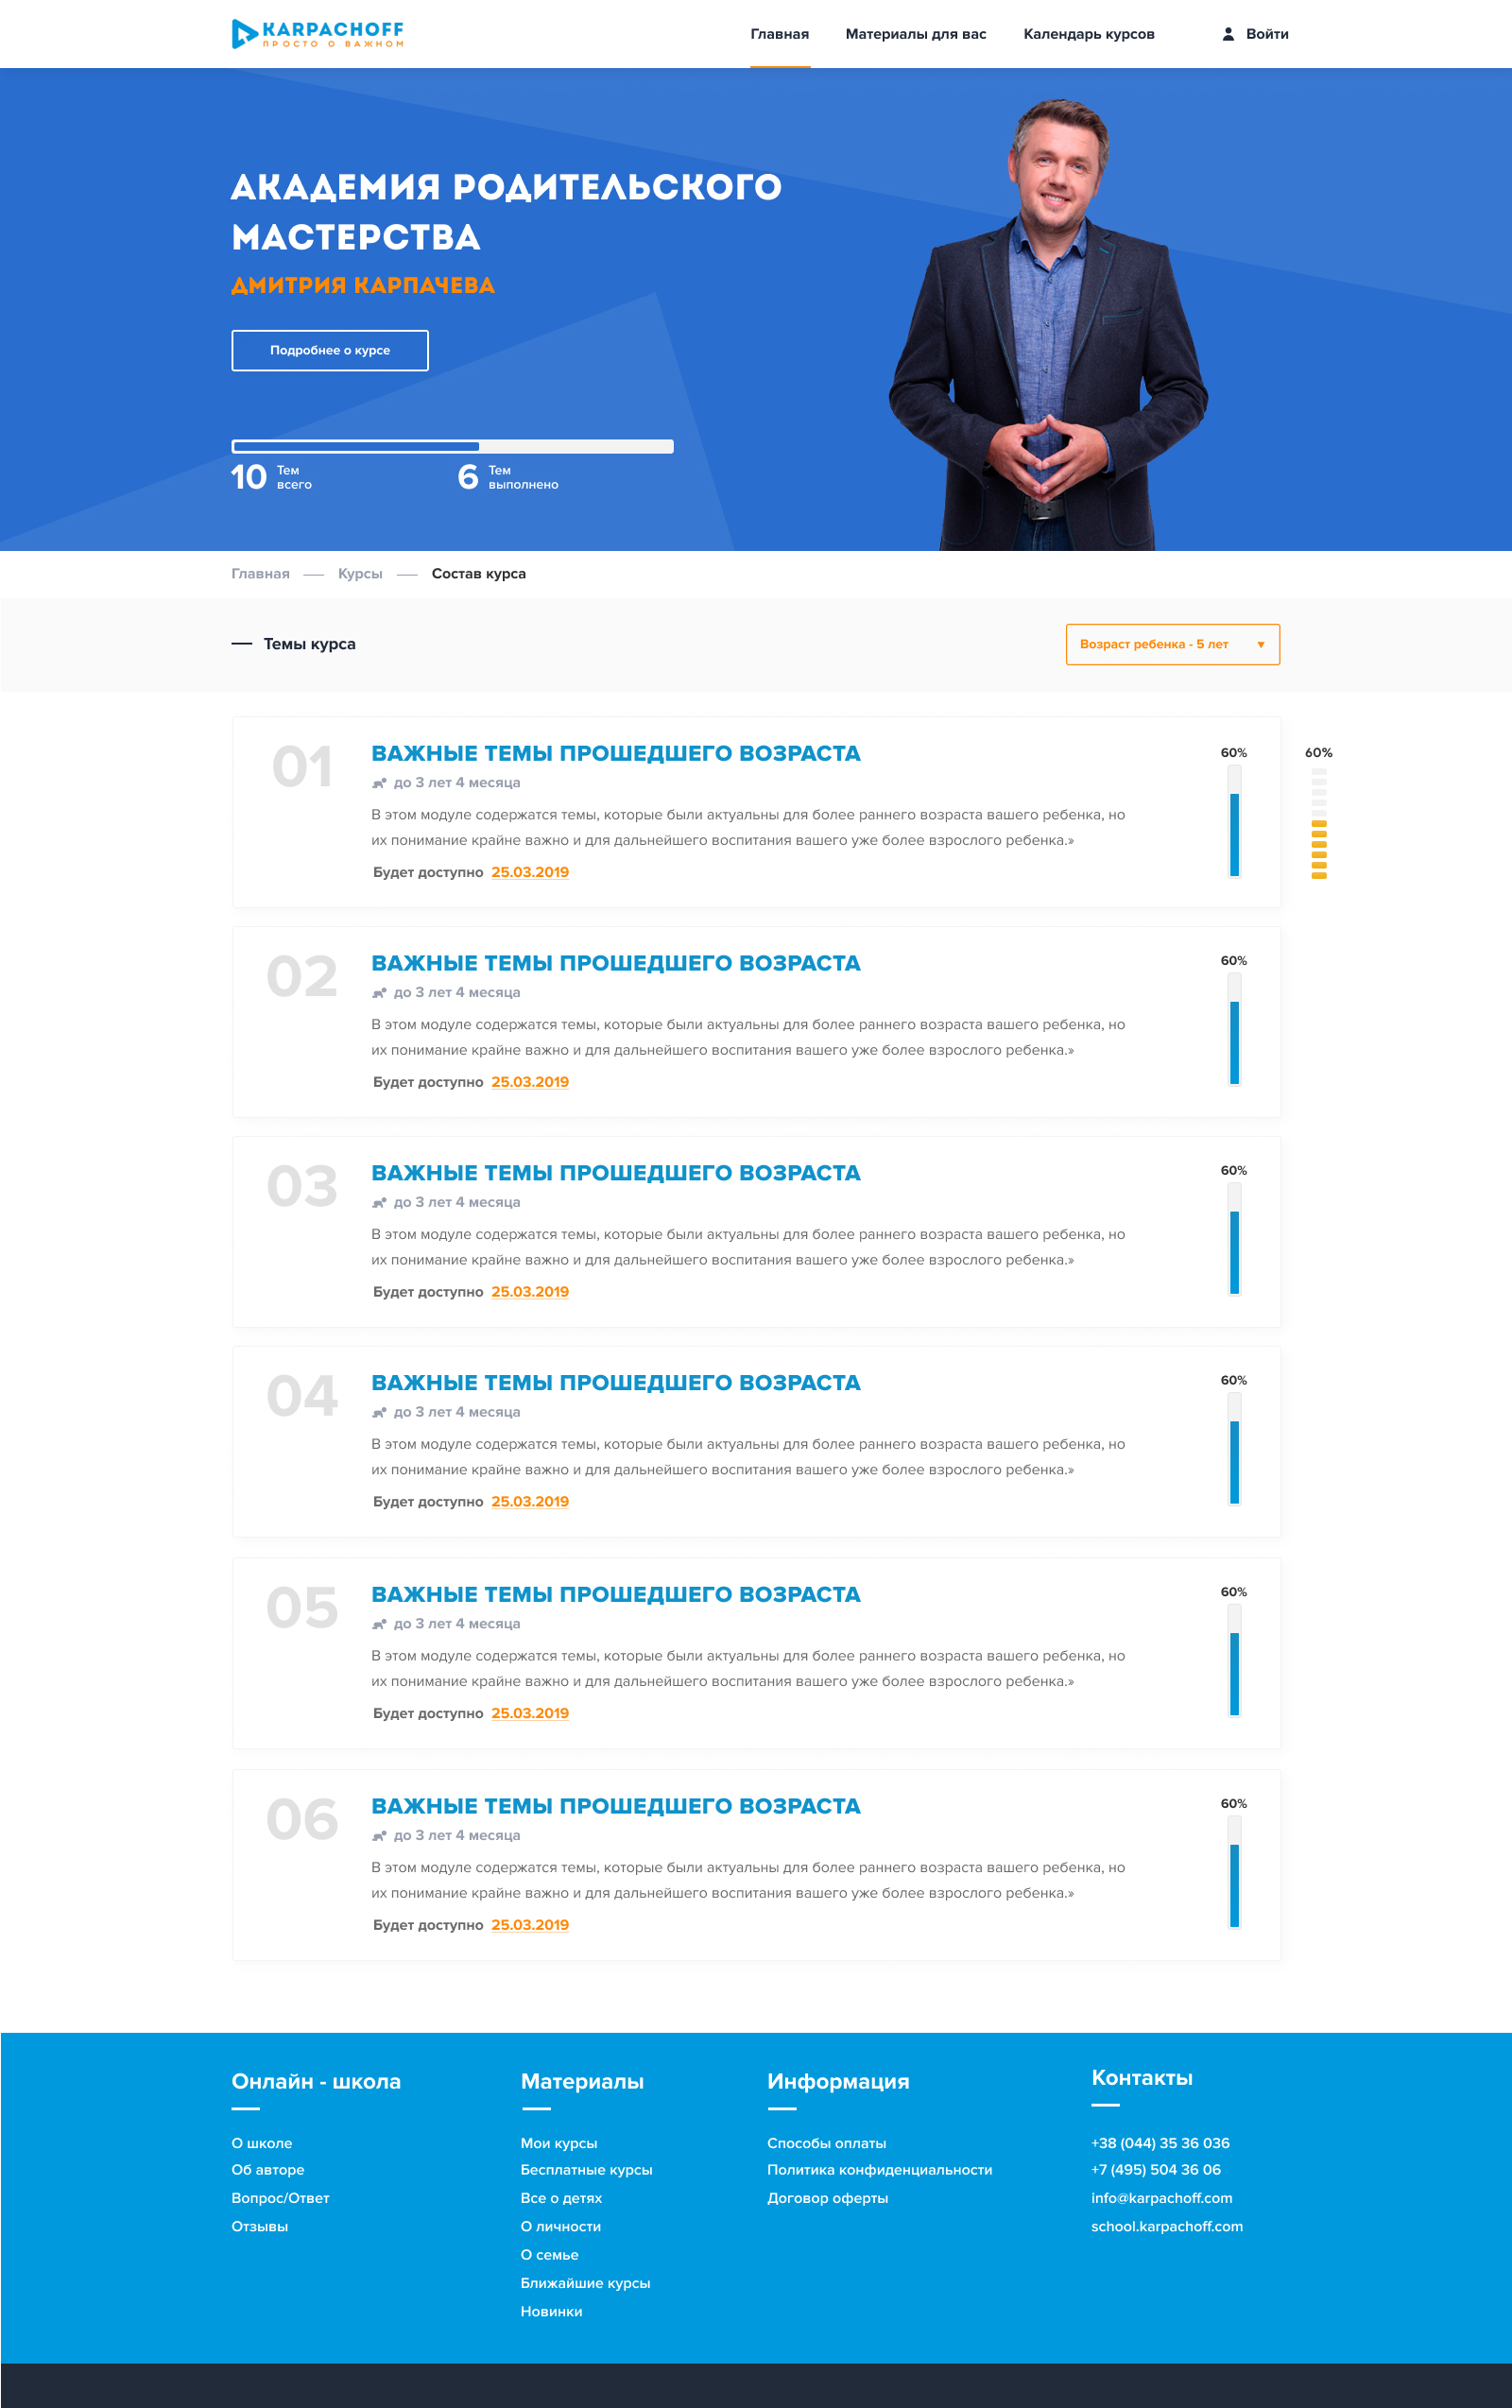 KARPACHOFF
ПРОСТО О ВАЖНОМ
Главная
Материалы для вас
Календарь курсов
Войти
АКАДЕМИЯ РОДИТЕЛЬСКОГО
МАСТЕРСТВА
ДМИТРИЯ КАРПАЧЕВА
Подробнее о курсе
10 Тем всего
6 Тем выполнено
Главная — Курсы — Состав курса
Темы курса
Возраст ребенка - 5 лет
01
ВАЖНЫЕ ТЕМЫ ПРОШЕДШЕГО ВОЗРАСТА
до 3 лет 4 месяца
В этом модуле содержатся темы, которые были актуальны для более раннего возраста вашего ребенка, но
их понимание крайне важно и для дальнейшего воспитания вашего уже более взрослого ребенка.»
Будет доступно 25.03.2019
60%
60%
02
ВАЖНЫЕ ТЕМЫ ПРОШЕДШЕГО ВОЗРАСТА
до 3 лет 4 месяца
В этом модуле содержатся темы, которые были актуальны для более раннего возраста вашего ребенка, но
их понимание крайне важно и для дальнейшего воспитания вашего уже более взрослого ребенка.»
Будет доступно 25.03.2019
60%
03
ВАЖНЫЕ ТЕМЫ ПРОШЕДШЕГО ВОЗРАСТА
до 3 лет 4 месяца
В этом модуле содержатся темы, которые были актуальны для более раннего возраста вашего ребенка, но
их понимание крайне важно и для дальнейшего воспитания вашего уже более взрослого ребенка.»
Будет доступно 25.03.2019
60%
04
ВАЖНЫЕ ТЕМЫ ПРОШЕДШЕГО ВОЗРАСТА
до 3 лет 4 месяца
В этом модуле содержатся темы, которые были актуальны для более раннего возраста вашего ребенка, но
их понимание крайне важно и для дальнейшего воспитания вашего уже более взрослого ребенка.»
Будет доступно 25.03.2019
60%
05
ВАЖНЫЕ ТЕМЫ ПРОШЕДШЕГО ВОЗРАСТА
до 3 лет 4 месяца
В этом модуле содержатся темы, которые были актуальны для более раннего возраста вашего ребенка, но
их понимание крайне важно и для дальнейшего воспитания вашего уже более взрослого ребенка.»
Будет доступно 25.03.2019
60%
06
ВАЖНЫЕ ТЕМЫ ПРОШЕДШЕГО ВОЗРАСТА
до 3 лет 4 месяца
В этом модуле содержатся темы, которые были актуальны для более раннего возраста вашего ребенка, но
их понимание крайне важно и для дальнейшего воспитания вашего уже более взрослого ребенка.»
Будет доступно 25.03.2019
60%
Онлайн - школа
О школе
Об авторе
Вопрос/Ответ
Отзывы
Материалы
Мои курсы
Бесплатные курсы
Все о детях
О личности
О семье
Ближайшие курсы
Новинки
Информация
Способы оплаты
Политика конфиденциальности
Договор оферты
Контакты
+38 (044) 35 36 036
+7 (495) 504 36 06
info@karpachoff.com
school.karpachoff.com